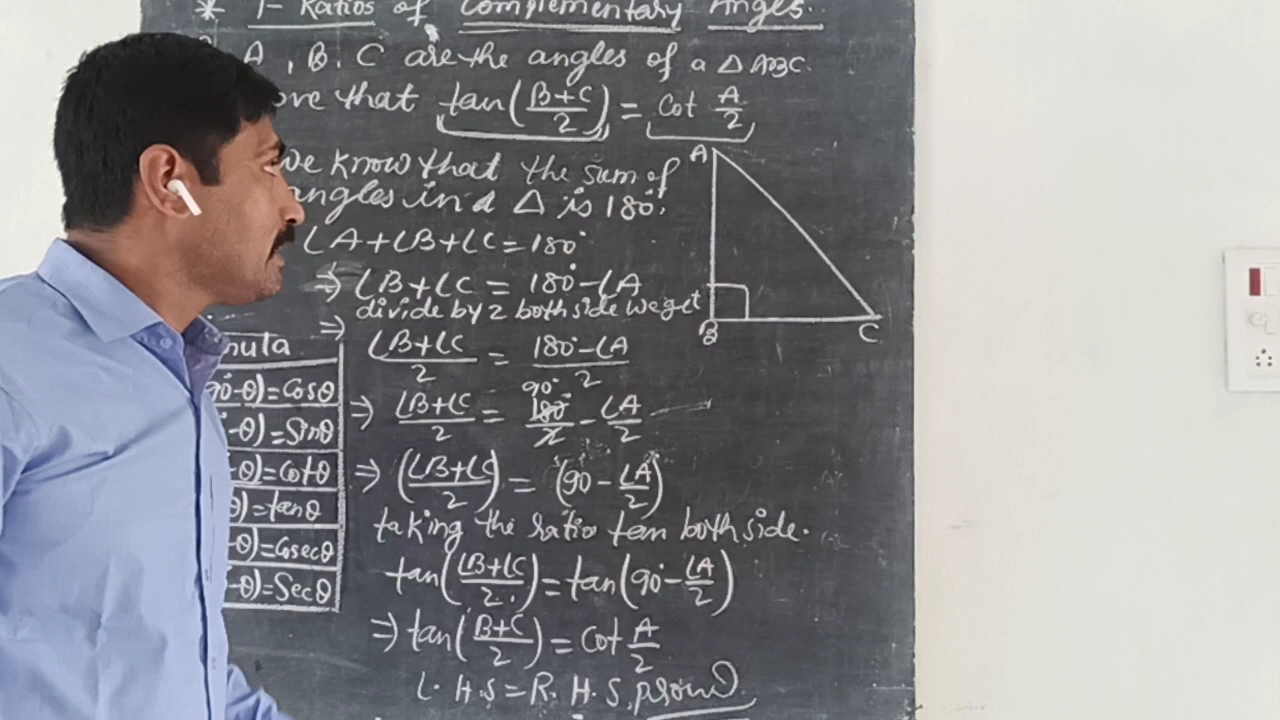 * T- Ratios of Complementary Angles.
A, B, C are the angles of a △ ABC.
ove that tan(B+C/2) = cot A/2
we know that the sum of
angles in a △ is 180°.
∠A+∠B+∠C = 180°
⇒ ∠B+∠C = 180°-∠A
divide by 2 both side we get
⇒ ∠B+∠C/2 = 180°-∠A/2
⇒ ∠B+∠C/2 = 180°/2 - ∠A/2
90°
⇒ (∠B+∠C/2) = (90 - ∠A/2)
taking the ratio tan both side.
tan(∠B+∠C/2) = tan(90°-∠A/2)
⇒ tan(B+C/2) = cot A/2
L.H.S = R.H.S, proved
A
B
C
mula
90-θ)=Cosθ
-θ)=Sinθ
-θ)=Cotθ
θ)=tanθ
-θ)=Cosecθ
-θ)=Secθ